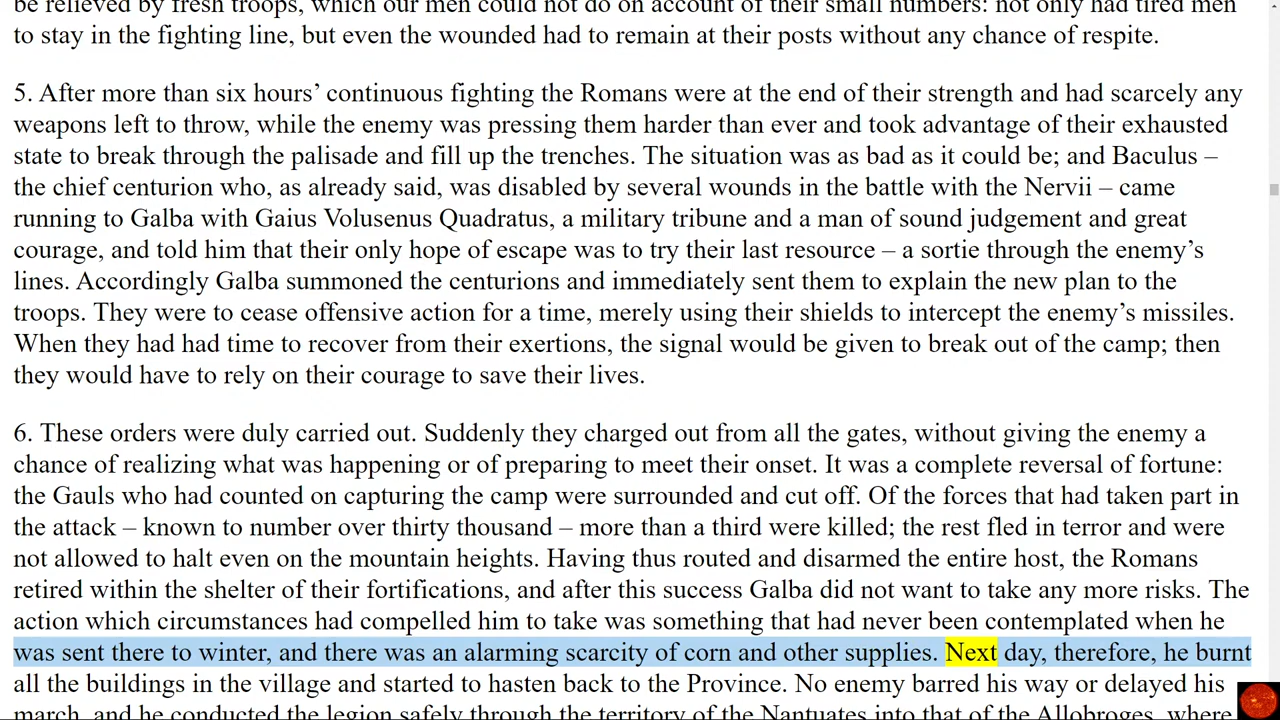 be relieved by fresh troops, which our men could not do on account of their small numbers: not only had tired men
to stay in the fighting line, but even the wounded had to remain at their posts without any chance of respite.
5. After more than six hours’ continuous fighting the Romans were at the end of their strength and had scarcely any
weapons left to throw, while the enemy was pressing them harder than ever and took advantage of their exhausted
state to break through the palisade and fill up the trenches. The situation was as bad as it could be; and Baculus –
the chief centurion who, as already said, was disabled by several wounds in the battle with the Nervii – came
running to Galba with Gaius Volusenus Quadratus, a military tribune and a man of sound judgement and great
courage, and told him that their only hope of escape was to try their last resource – a sortie through the enemy’s
lines. Accordingly Galba summoned the centurions and immediately sent them to explain the new plan to the
troops. They were to cease offensive action for a time, merely using their shields to intercept the enemy’s missiles.
When they had had time to recover from their exertions, the signal would be given to break out of the camp; then
they would have to rely on their courage to save their lives.
6. These orders were duly carried out. Suddenly they charged out from all the gates, without giving the enemy a
chance of realizing what was happening or of preparing to meet their onset. It was a complete reversal of fortune:
the Gauls who had counted on capturing the camp were surrounded and cut off. Of the forces that had taken part in
the attack – known to number over thirty thousand – more than a third were killed; the rest fled in terror and were
not allowed to halt even on the mountain heights. Having thus routed and disarmed the entire host, the Romans
retired within the shelter of their fortifications, and after this success Galba did not want to take any more risks. The
action which circumstances had compelled him to take was something that had never been contemplated when he
was sent there to winter, and there was an alarming scarcity of corn and other supplies. Next day, therefore, he burnt
all the buildings in the village and started to hasten back to the Province. No enemy barred his way or delayed his
march, and he conducted the legion safely through the territory of the Nantuates into that of the Allobroges, where